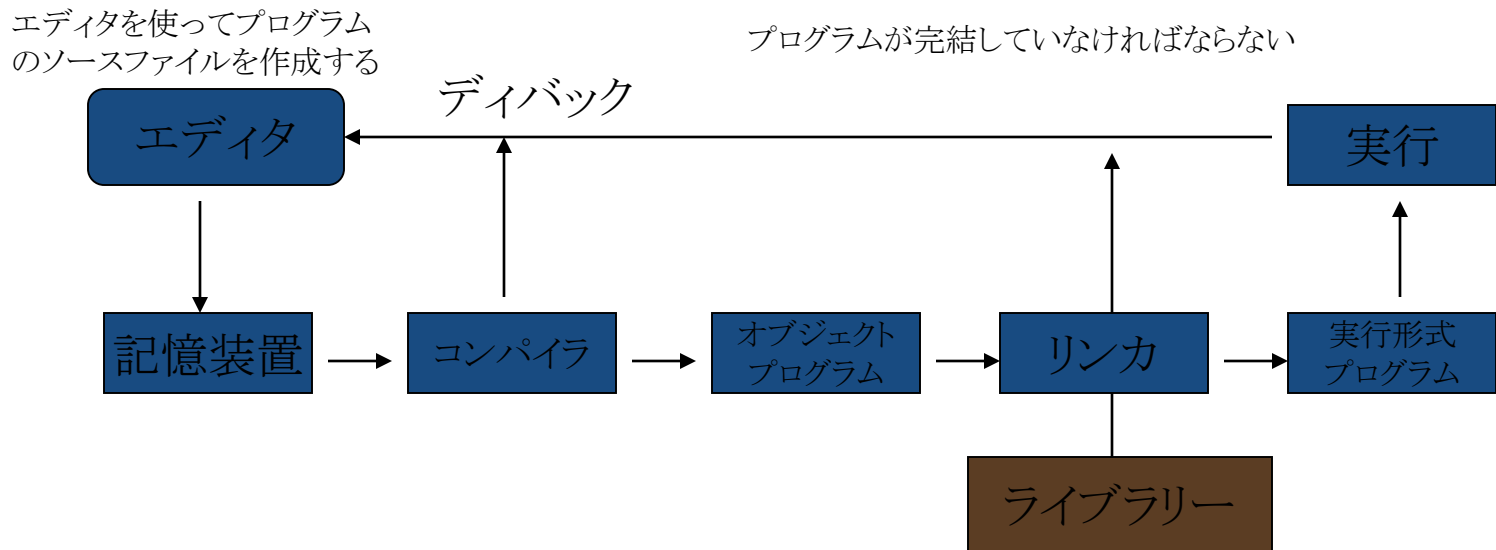 エディタを使ってプログラム
のソースファイルを作成する
プログラムが完結していなければならない
ディバック
エディタ
実行
記憶装置
コンパイラ
オブジェクト
プログラム
リンカ
実行形式
プログラム
ライブラリー